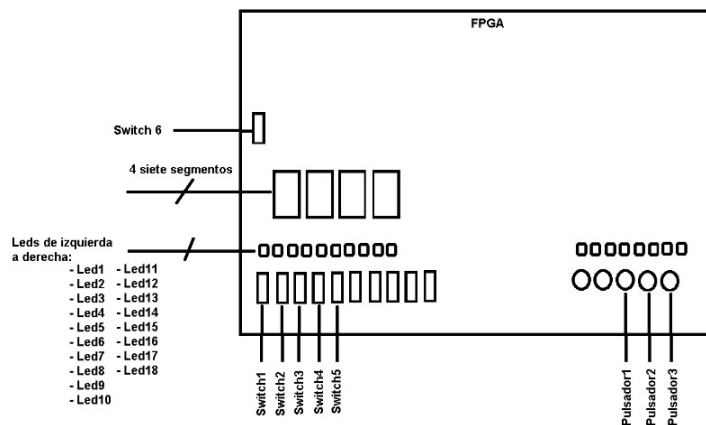 FPGA
Switch 6
4 siete segmentos
Leds de izquierda
a derecha:
- Led1 - Led11
- Led2 - Led12
- Led3 - Led13
- Led4 - Led14
- Led5 - Led15
- Led6 - Led16
- Led7 - Led17
- Led8 - Led18
- Led9
- Led10
Switch1
Switch2
Switch3
Switch4
Switch5
Pulsador1
Pulsador2
Pulsador3